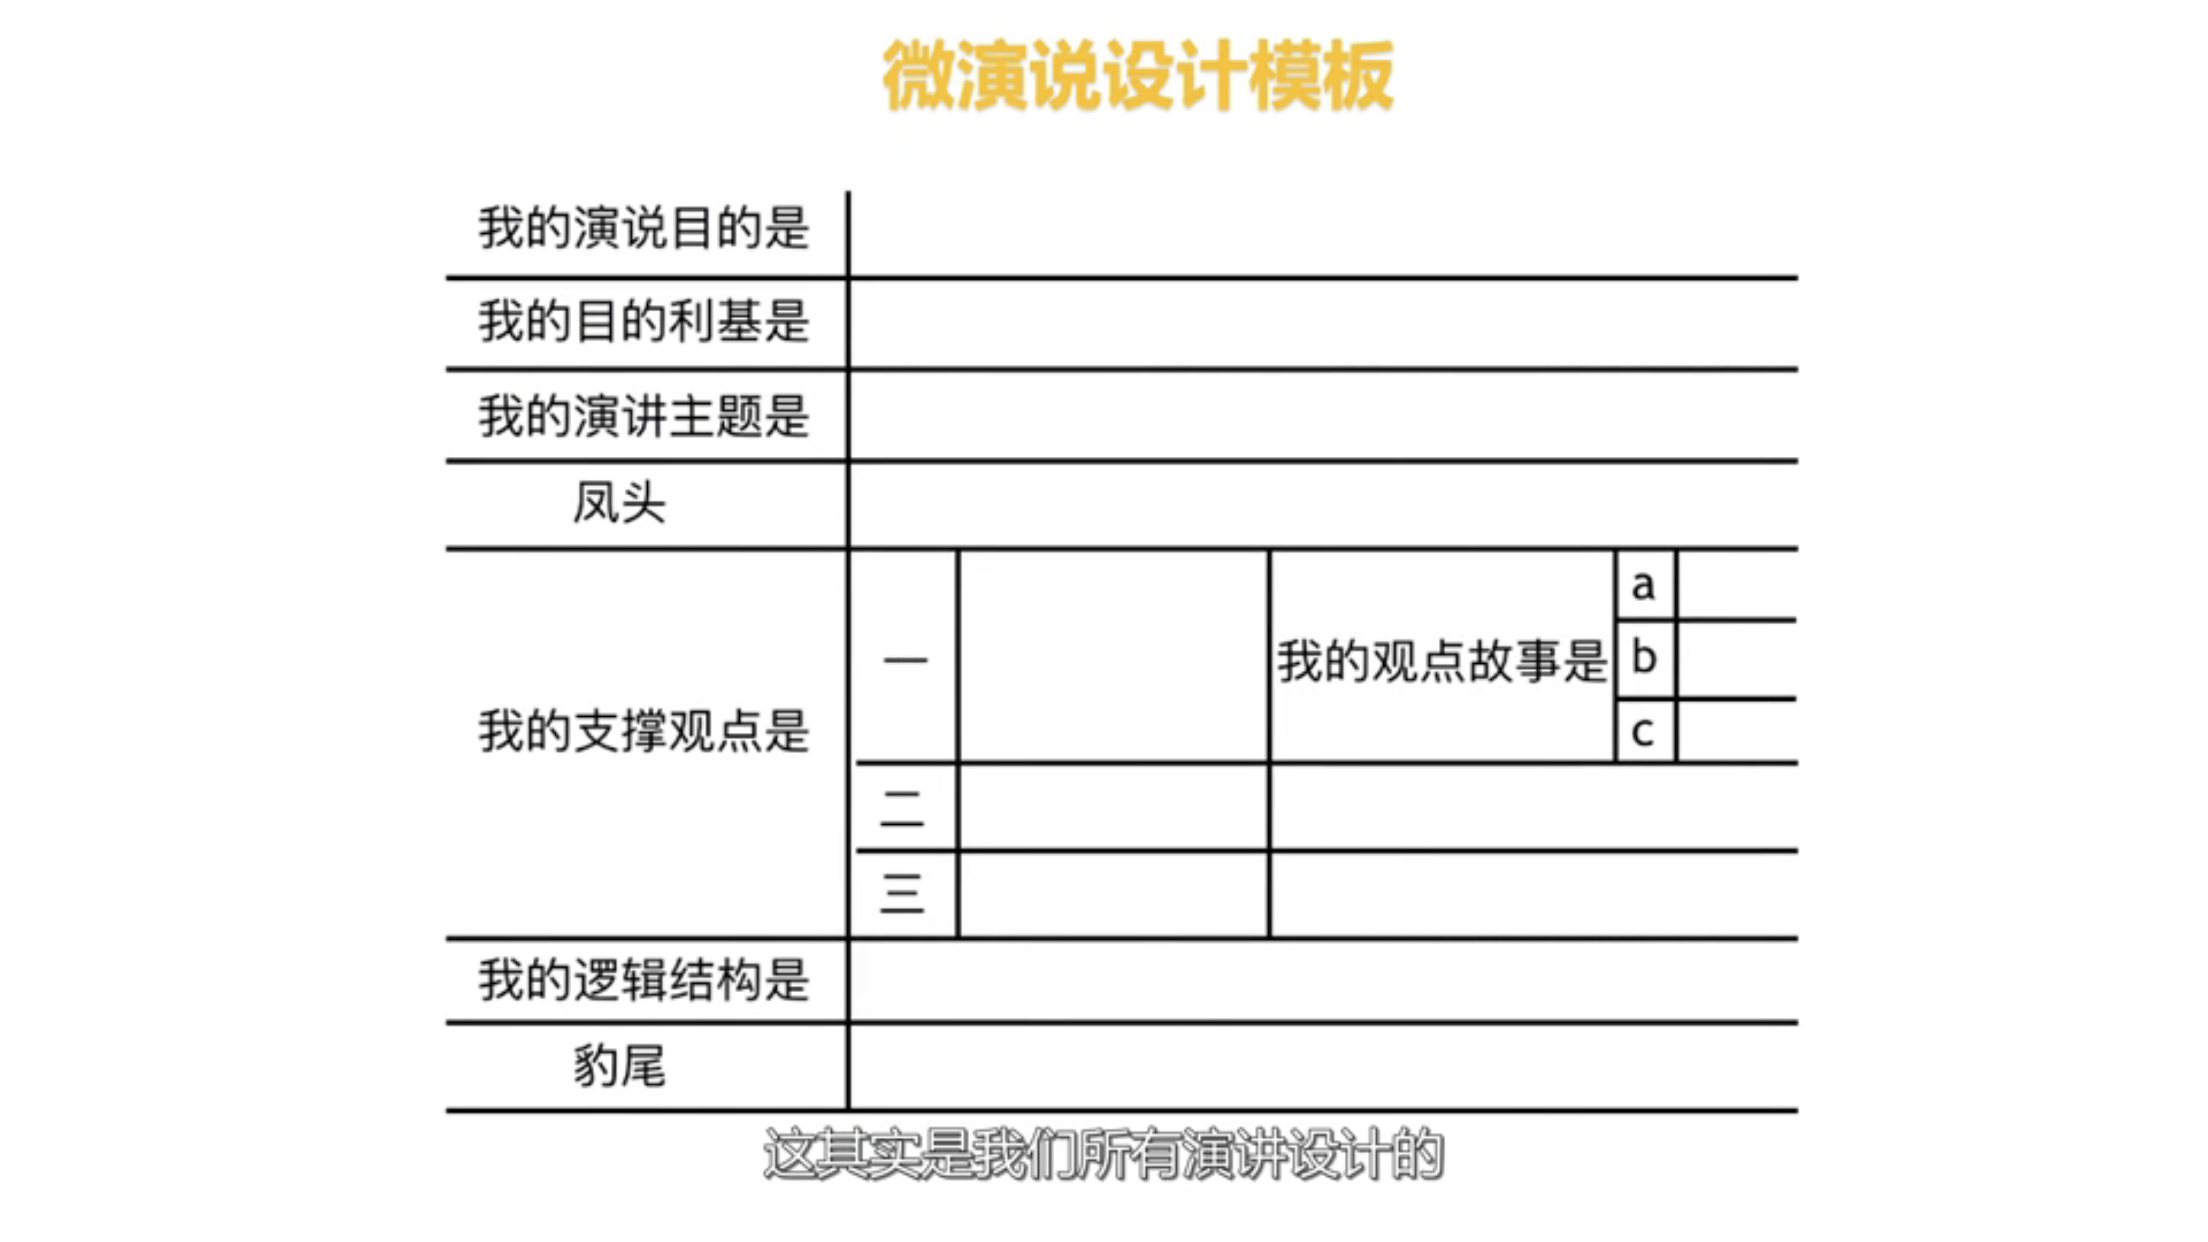 微演说设计模板
我的演说目的是
我的目的利基是
我的演讲主题是
凤头
我的支撑观点是
一
我的观点故事是
a
b
c
二
三
我的逻辑结构是
豹尾
这其实是我们所有演讲设计的